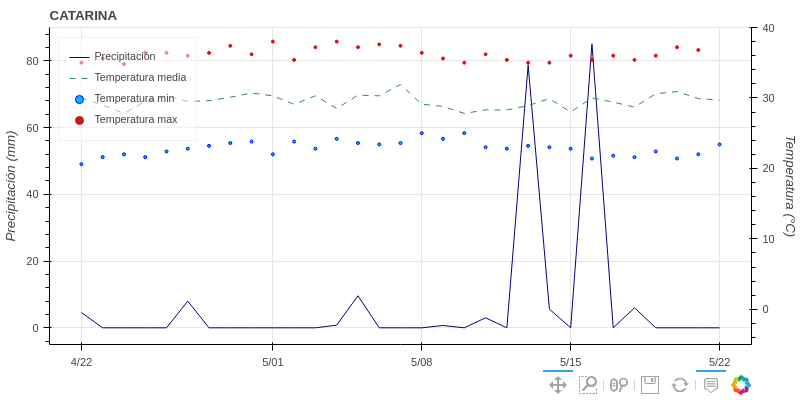 CATARINA
Precipitación
Temperatura media
Temperatura min
Temperatura max
Precipitación (mm)
80
60
40
20
0
Temperatura (°C)
40
30
20
10
0
4/22
5/01
5/08
5/15
5/22